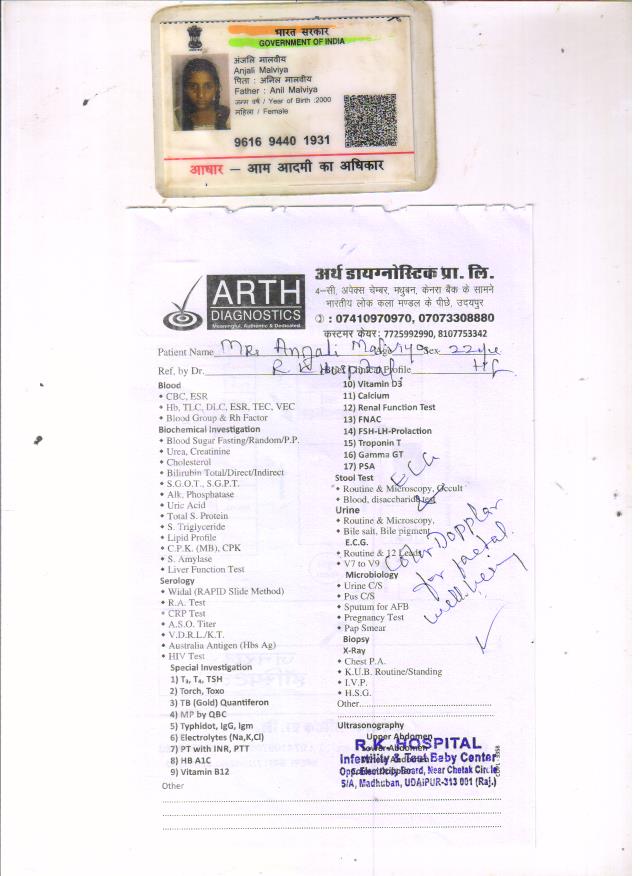 भारत सरकार
GOVERNMENT OF INDIA
अंजलि मालवीय
Anjali Malviya
पिता : अनिल मालवीय
Father : Anil Malviya
जन्म वर्ष / Year of Birth :2000
महिला / Female
9616 9440 1931
आधार – आम आदमी का अधिकार
ARTH
DIAGNOSTICS
Meaningful, Authentic & Dedicated.
अर्थ डायग्नोस्टिक प्रा. लि.
4–सी, अपेक्स चेम्बर, मधुबन, केनरा बैंक के सामने
भारतीय लोक कला मण्डल के पीछे, उदयपुर
: 07410970970, 07073308880
कस्टमर केयर: 7725992990, 8107753342
Patient Name Mrs Anjali Malviya Sex 22y/e
Ref. by Dr. R K Hospital Profile
Blood
• CBC, ESR
• Hb, TLC, DLC, ESR, TEC, VEC
• Blood Group & Rh Factor
Biochemical Investigation
• Blood Sugar Fasting/Random/P.P.
• Urea, Creatinine
• Cholesterol
• Bilirubin Total/Direct/Indirect
• S.G.O.T., S.G.P.T.
• Alk. Phosphatase
• Uric Acid
• Total S. Protein
• S. Triglyceride
• Lipid Profile
• C.P.K. (MB), CPK
• S. Amylase
• Liver Function Test
Serology
• Widal (RAPID Slide Method)
• R.A. Test
• CRP Test
• A.S.O. Titer
• V.D.R.L./K.T.
• Australia Antigen (Hbs Ag)
• HIV Test
Special Investigation
1) T₃, T₄, TSH
2) Torch, Toxo
3) TB (Gold) Quantiferon
4) MP by QBC
5) Typhidot, IgG, Igm
6) Electrolytes (Na,K,Cl)
7) PT with INR, PTT
8) HB A1C
9) Vitamin B12
Other
10) Vitamin D3
11) Calcium
12) Renal Function Test
13) FNAC
14) FSH-LH-Prolaction
15) Troponin T
16) Gamma GT
17) PSA
Stool Test
• Routine & Microscopy, Occult
• Blood, disaccharide test
Urine
• Routine & Microscopy,
• Bile salt, Bile pigment
E.C.G.
• Routine & 12 Leads
• V7 to V9
Microbiology
• Urine C/S
• Pus C/S
• Sputum for AFB
• Pregnancy Test
• Pap Smear
Biopsy
X-Ray
• Chest P.A.
• K.U.B. Routine/Standing
• I.V.P.
• H.S.G.
Other
Ultrasonography
Upper Abdomen
Lower Abdomen
Whole Abdomen
ECG
&
Color Dopplar
for faetal
well being
R.K. HOSPITAL
Infertility & Test Baby Center
Opp. Electricity Board, Near Chetak Circle
5/A, Madhuban, UDAIPUR-313 001 (Raj.)